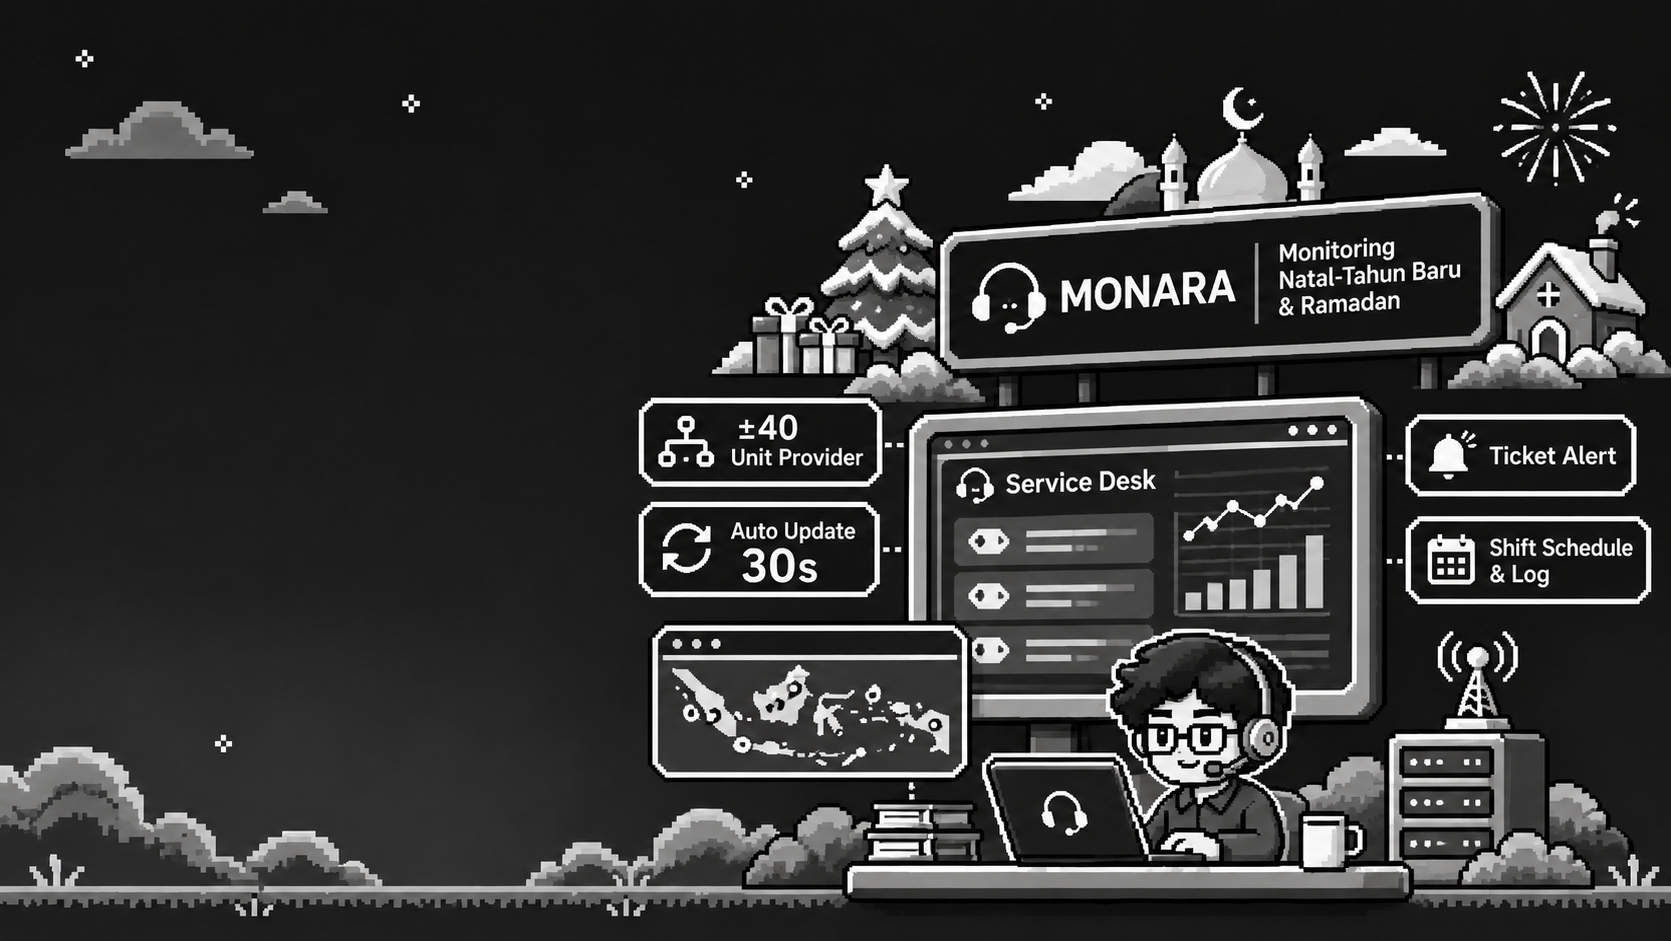 MONARA
Monitoring
Natal-Tahun Baru
& Ramadan
±40
Unit Provider
Auto Update
30s
Service Desk
Ticket Alert
Shift Schedule
& Log